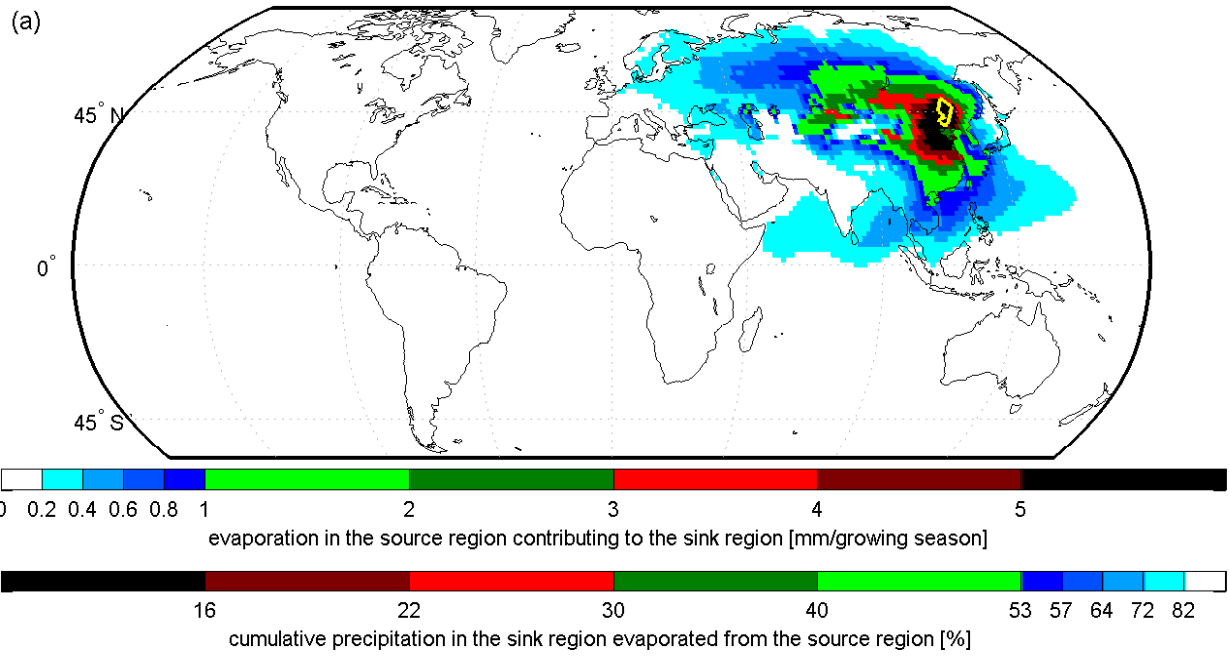 (a)
45° N
0°
45° S
0 0.2 0.4 0.6 0.8 1 2 3 4 5
evaporation in the source region contributing to the sink region [mm/growing season]
16 22 30 40 53 57 64 72 82
cumulative precipitation in the sink region evaporated from the source region [%]